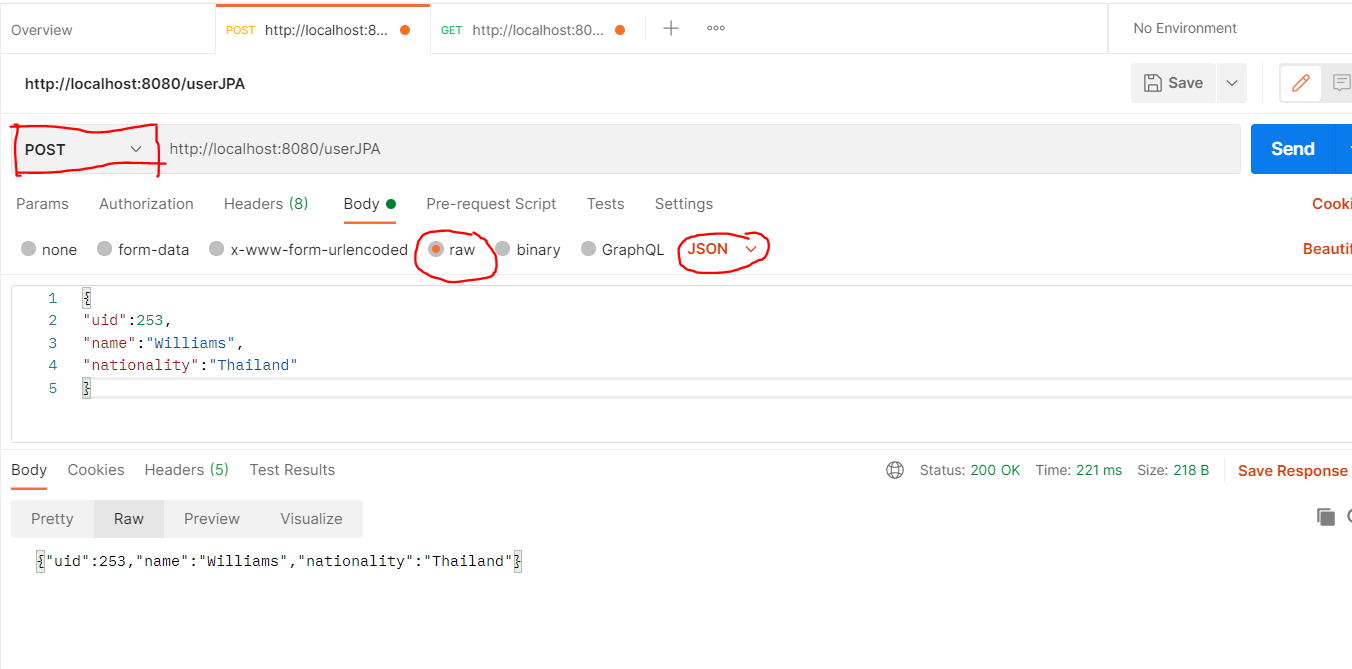 Overview
POST http://localhost:8...
GET http://localhost:80...
No Environment
http://localhost:8080/userJPA
Save
POST
http://localhost:8080/userJPA
Send
Params Authorization Headers (8) Body Pre-request Script Tests Settings
Cooki
none form-data x-www-form-urlencoded raw binary GraphQL JSON
Beautif
1 {
2 "uid":253,
3 "name":"Williams",
4 "nationality":"Thailand"
5 }
Body Cookies Headers (5) Test Results
Status: 200 OK Time: 221 ms Size: 218 B Save Response
Pretty Raw Preview Visualize
{"uid":253,"name":"Williams","nationality":"Thailand"}